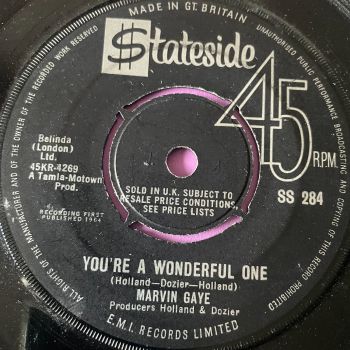 MADE IN GT. BRITAIN
$tateside
45 RPM
SS 284
Belinda
(London)
Ltd.
45KR-4269
A Tamla-Motown
Prod.
RECORDING FIRST
PUBLISHED 1964
SOLD IN U.K. SUBJECT TO
RESALE PRICE CONDITIONS,
SEE PRICE LISTS
YOU'RE A WONDERFUL ONE
(Holland-Dozier-Holland)
MARVIN GAYE
Producers Holland & Dozier
E.M.I. RECORDS LIMITED
ALL RIGHTS OF THE MANUFACTURER AND OF THE OWNER OF THE RECORDED WORK RESERVED
UNAUTHORISED PUBLIC PERFORMANCE BROADCASTING AND COPYING OF THIS RECORD PROHIBITED